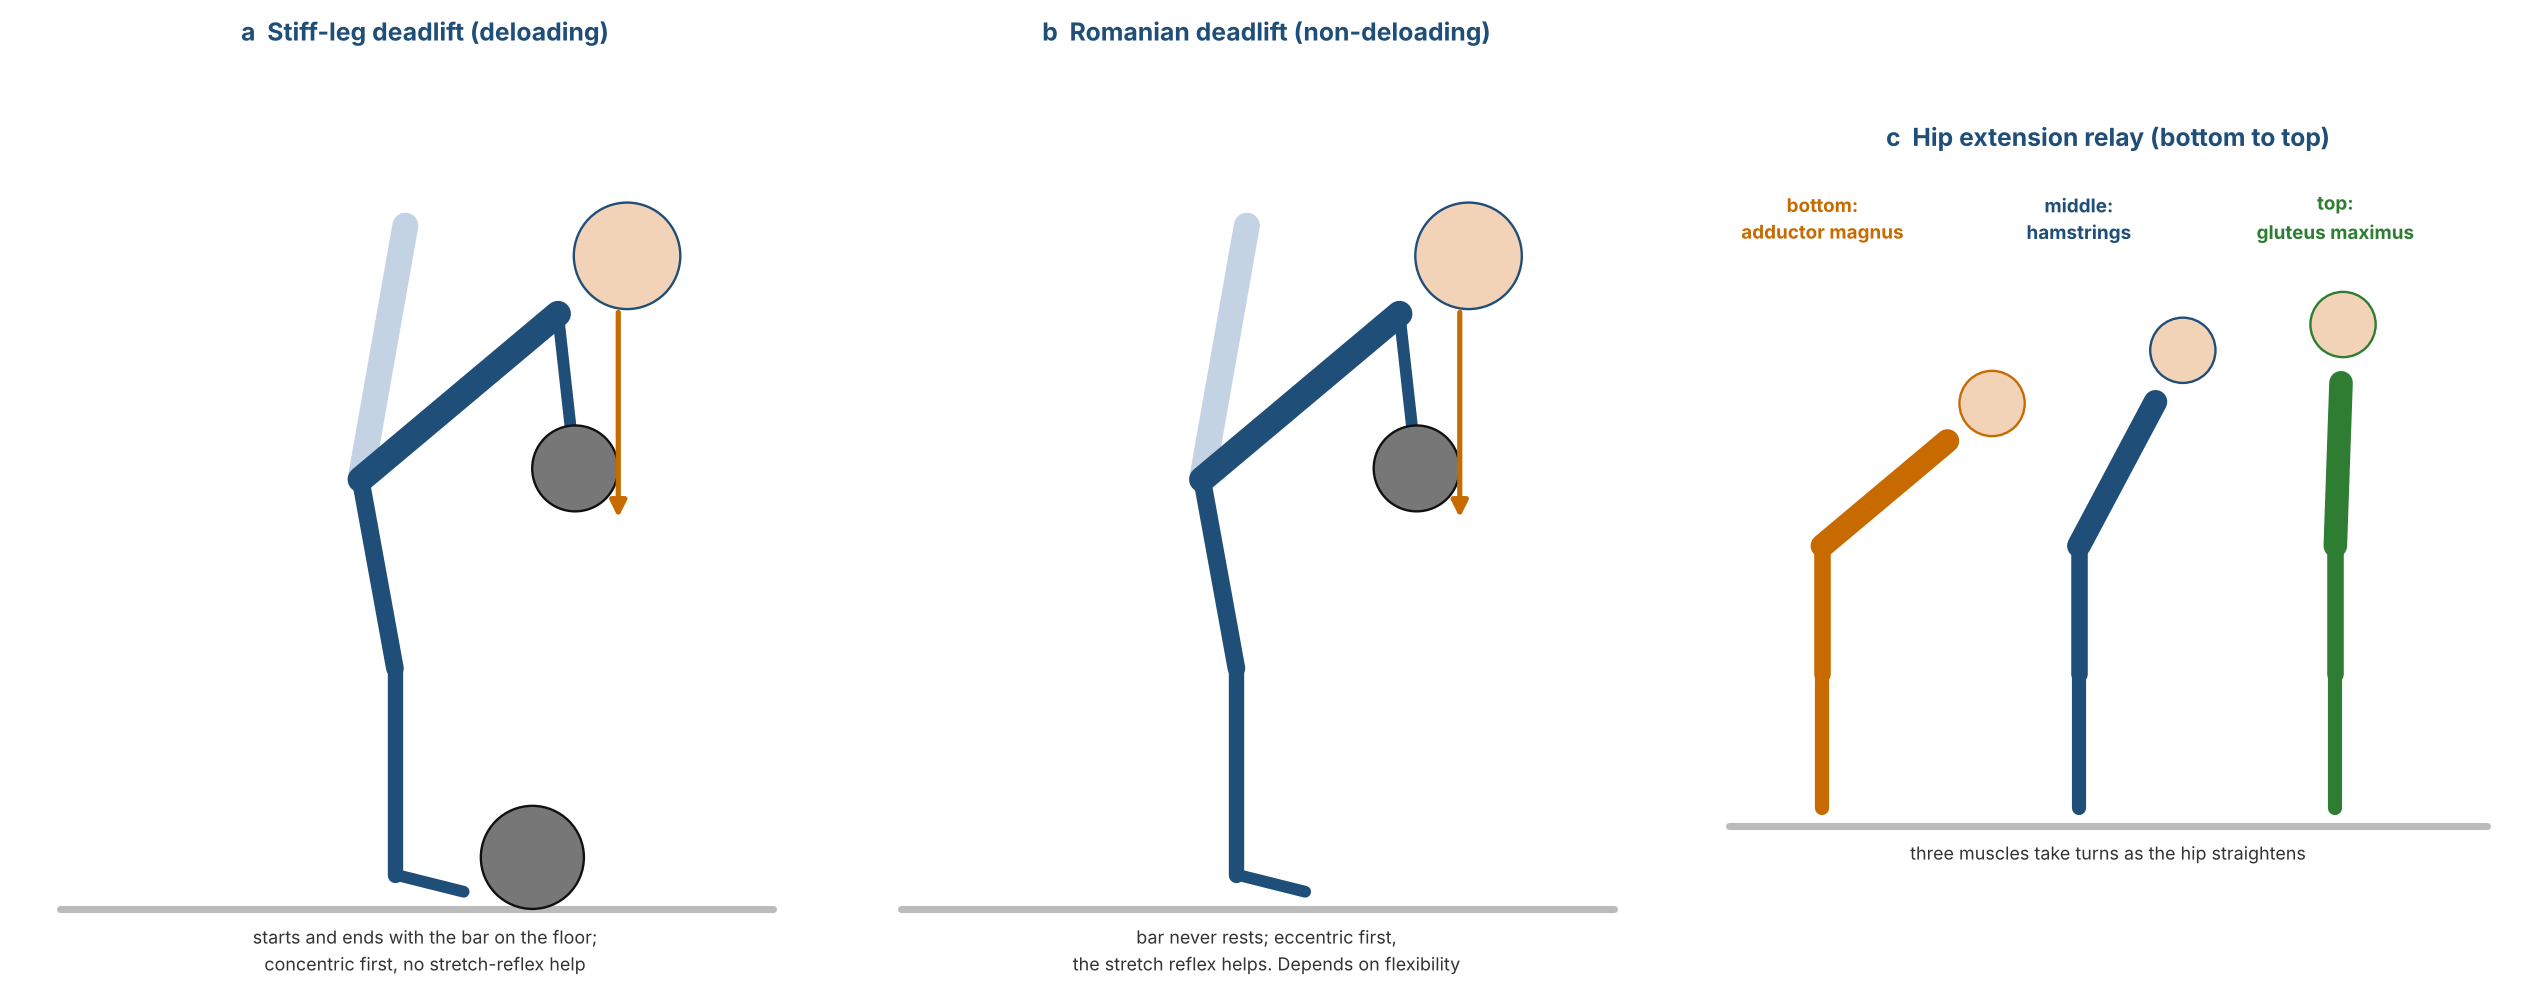 a Stiff-leg deadlift (deloading)
starts and ends with the bar on the floor;
concentric first, no stretch-reflex help
b Romanian deadlift (non-deloading)
bar never rests; eccentric first,
the stretch reflex helps. Depends on flexibility
c Hip extension relay (bottom to top)
bottom:
adductor magnus
middle:
hamstrings
top:
gluteus maximus
three muscles take turns as the hip straightens